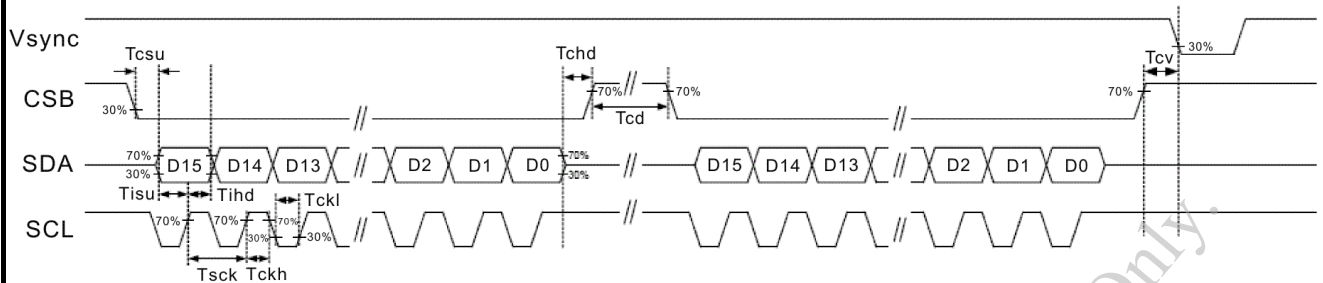 Vsync
30%
Tcsu
Tchd
Tcv
CSB
30%
70%
70%
70%
Tcd
SDA
70%
30%
D15
D14
D13
D2
D1
D0
70%
30%
D15
D14
D13
D2
D1
D0
Tisu
Tihd
Tckl
SCL
70%
70%
30%
70%
30%
Tsck
Tckh
Only.